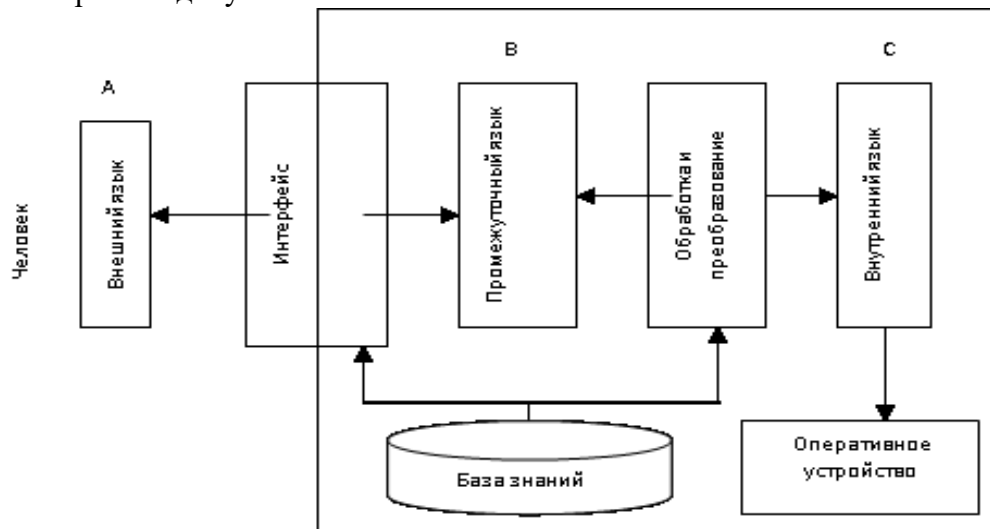 B
C
A
Человек
Внешний язык
Интерфейс
Промежуточный язык
Обработка и
преобразование
Внутренний язык
База знаний
Оперативное
устройство